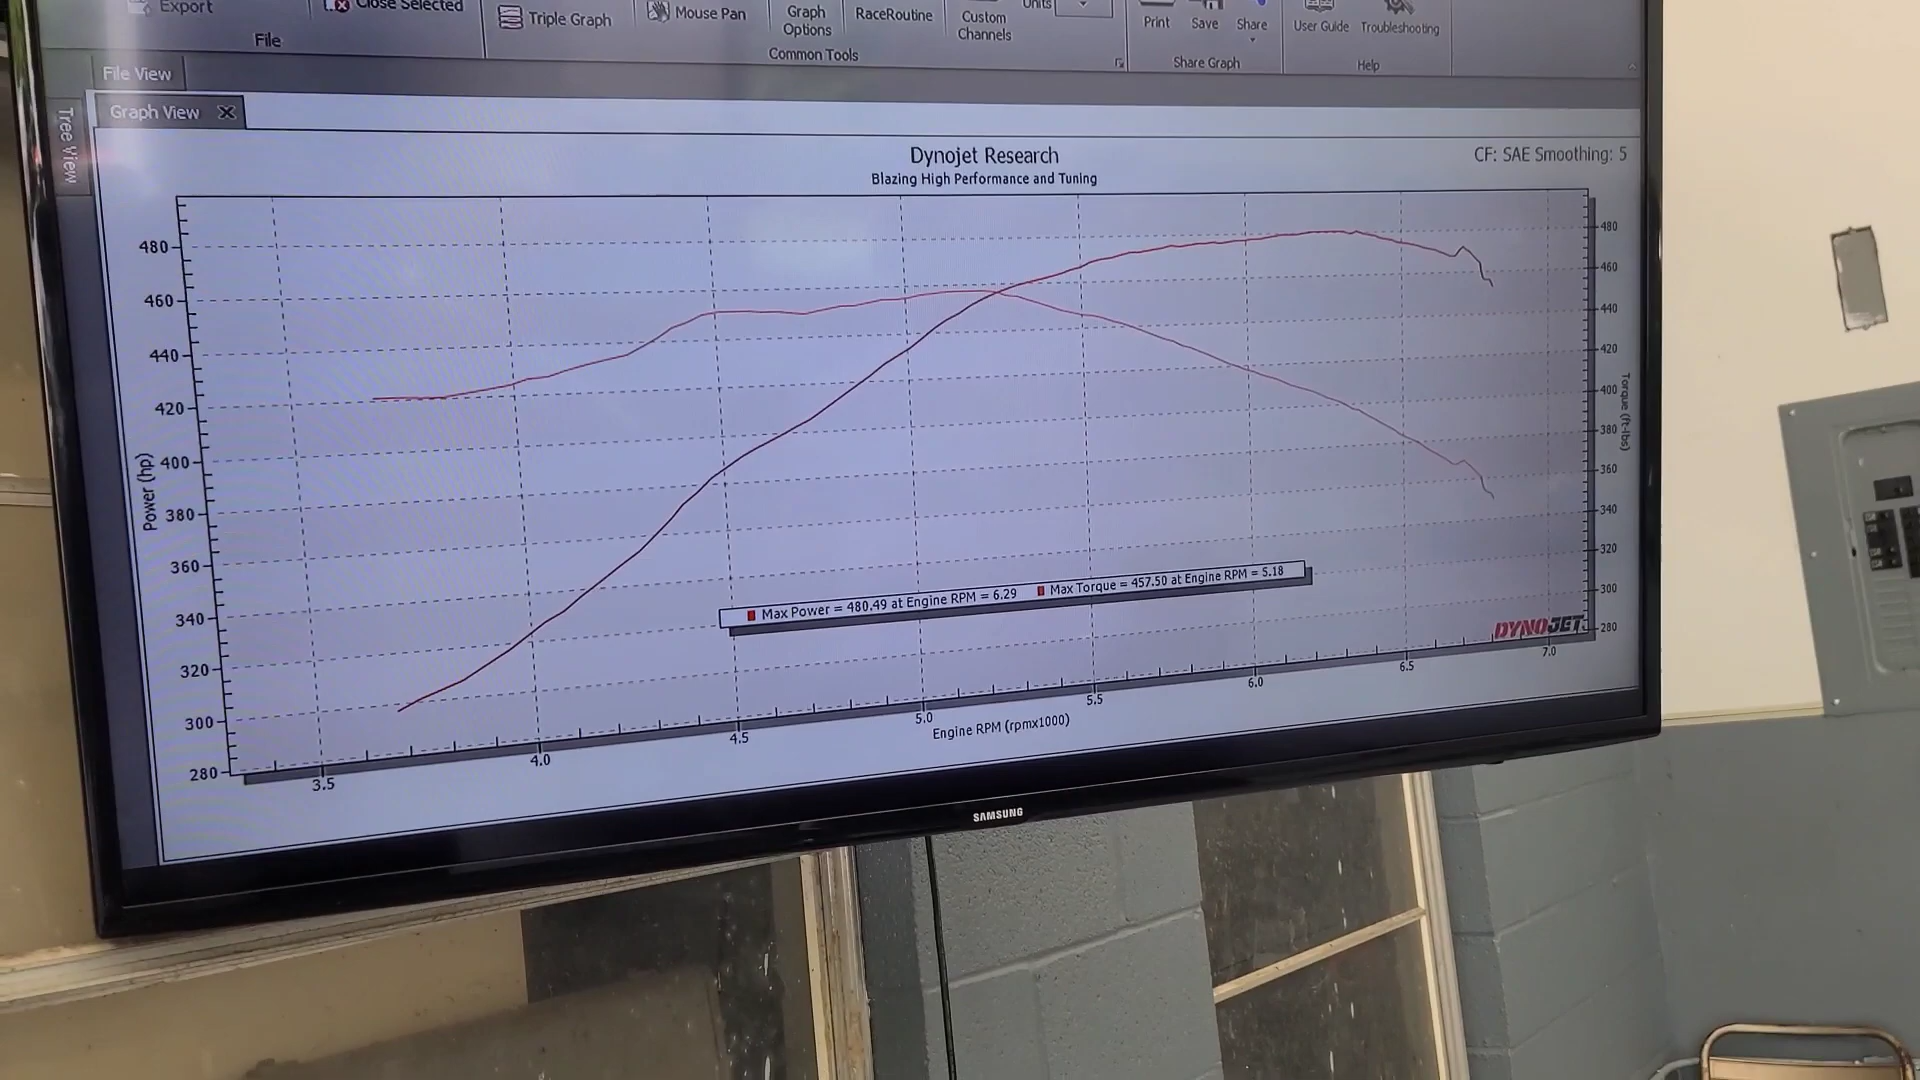 Export
Close Selected
File
Triple Graph
Mouse Pan
Graph
Options
RaceRoutine
Custom
Channels
Units
Common Tools
Print
Save
Share
Share Graph
User Guide
Troubleshooting
Help
File View
Tree View
Graph View
Dynojet Research
CF: SAE Smoothing: 5
Blazing High Performance and Tuning
480
460
440
420
400
380
360
340
320
300
280
Power (hp)
480
460
440
420
400
380
360
340
320
300
280
Torque (ft-lbs)
Max Power = 480.49 at Engine RPM = 6.29 Max Torque = 457.50 at Engine RPM = 5.18
DYNOJET
3.5 4.0 4.5 5.0 5.5 6.0 6.5 7.0
Engine RPM (rpmx1000)
SAMSUNG